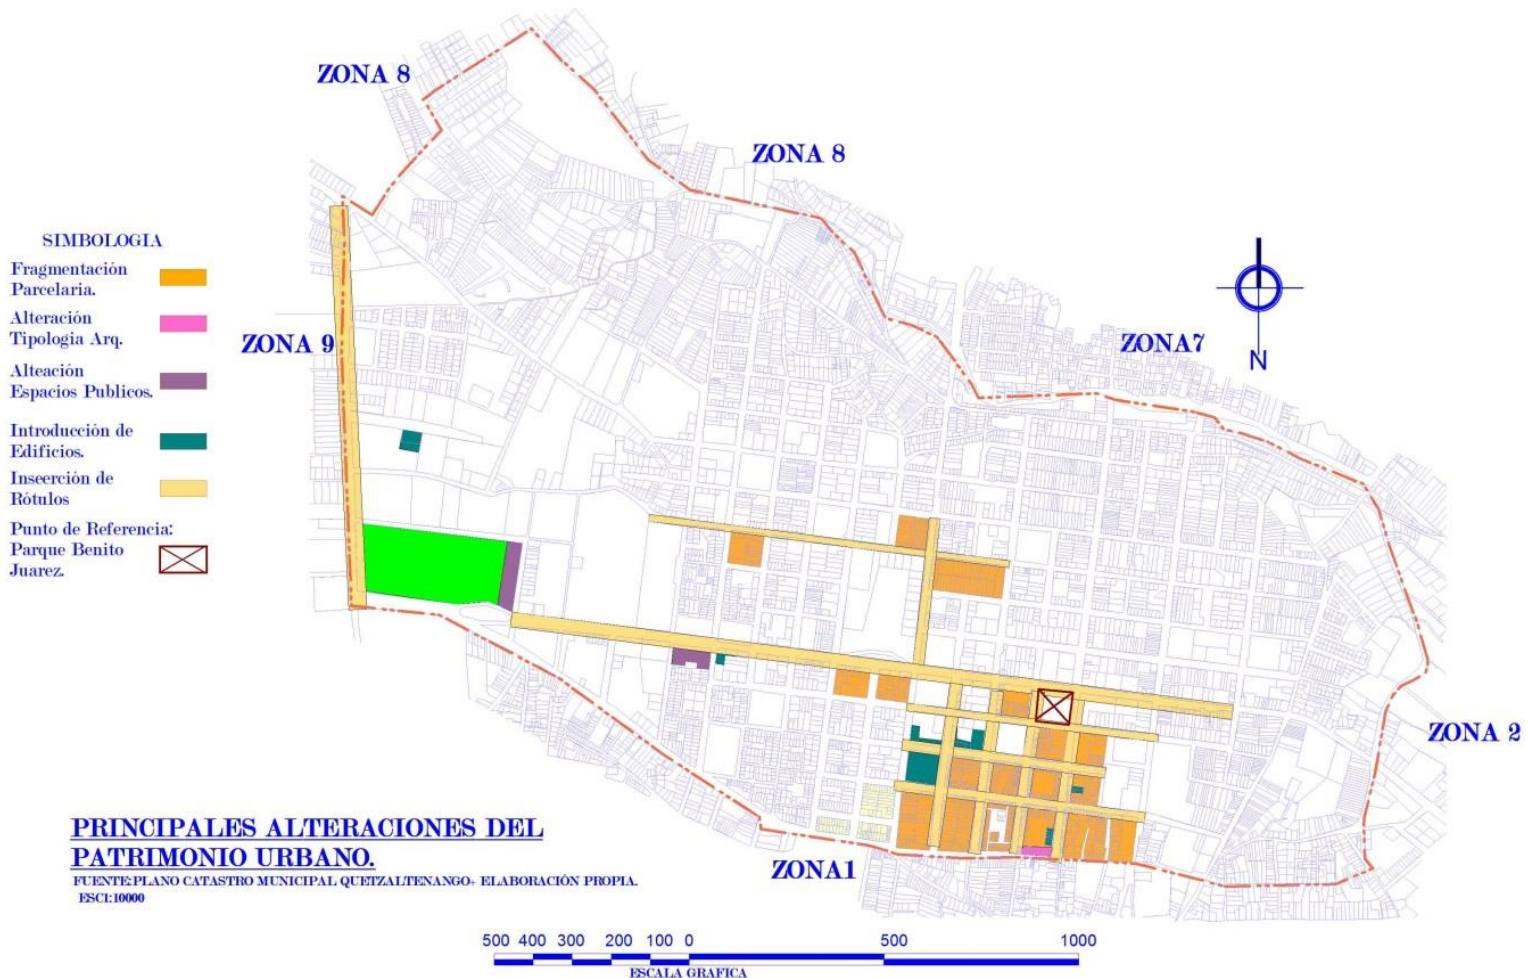 ZONA 8
ZONA 8
SIMBOLOGIA
Fragmentación
Parcelaria.
Alteración
Tipologia Arq.
Alteación
Espacios Publicos.
Introducción de
Edificios.
Inseerción de
Rótulos
Punto de Referencia:
Parque Benito
Juarez.
ZONA 9
ZONA7
N
ZONA 2
ZONA1
PRINCIPALES ALTERACIONES DEL
PATRIMONIO URBANO.
FUENTE:PLANO CATASTRO MUNICIPAL QUETZALTENANGO+ ELABORACIÓN PROPIA.
ESC1:10000
500 400 300 200 100 0 500 1000
ESCALA GRAFICA